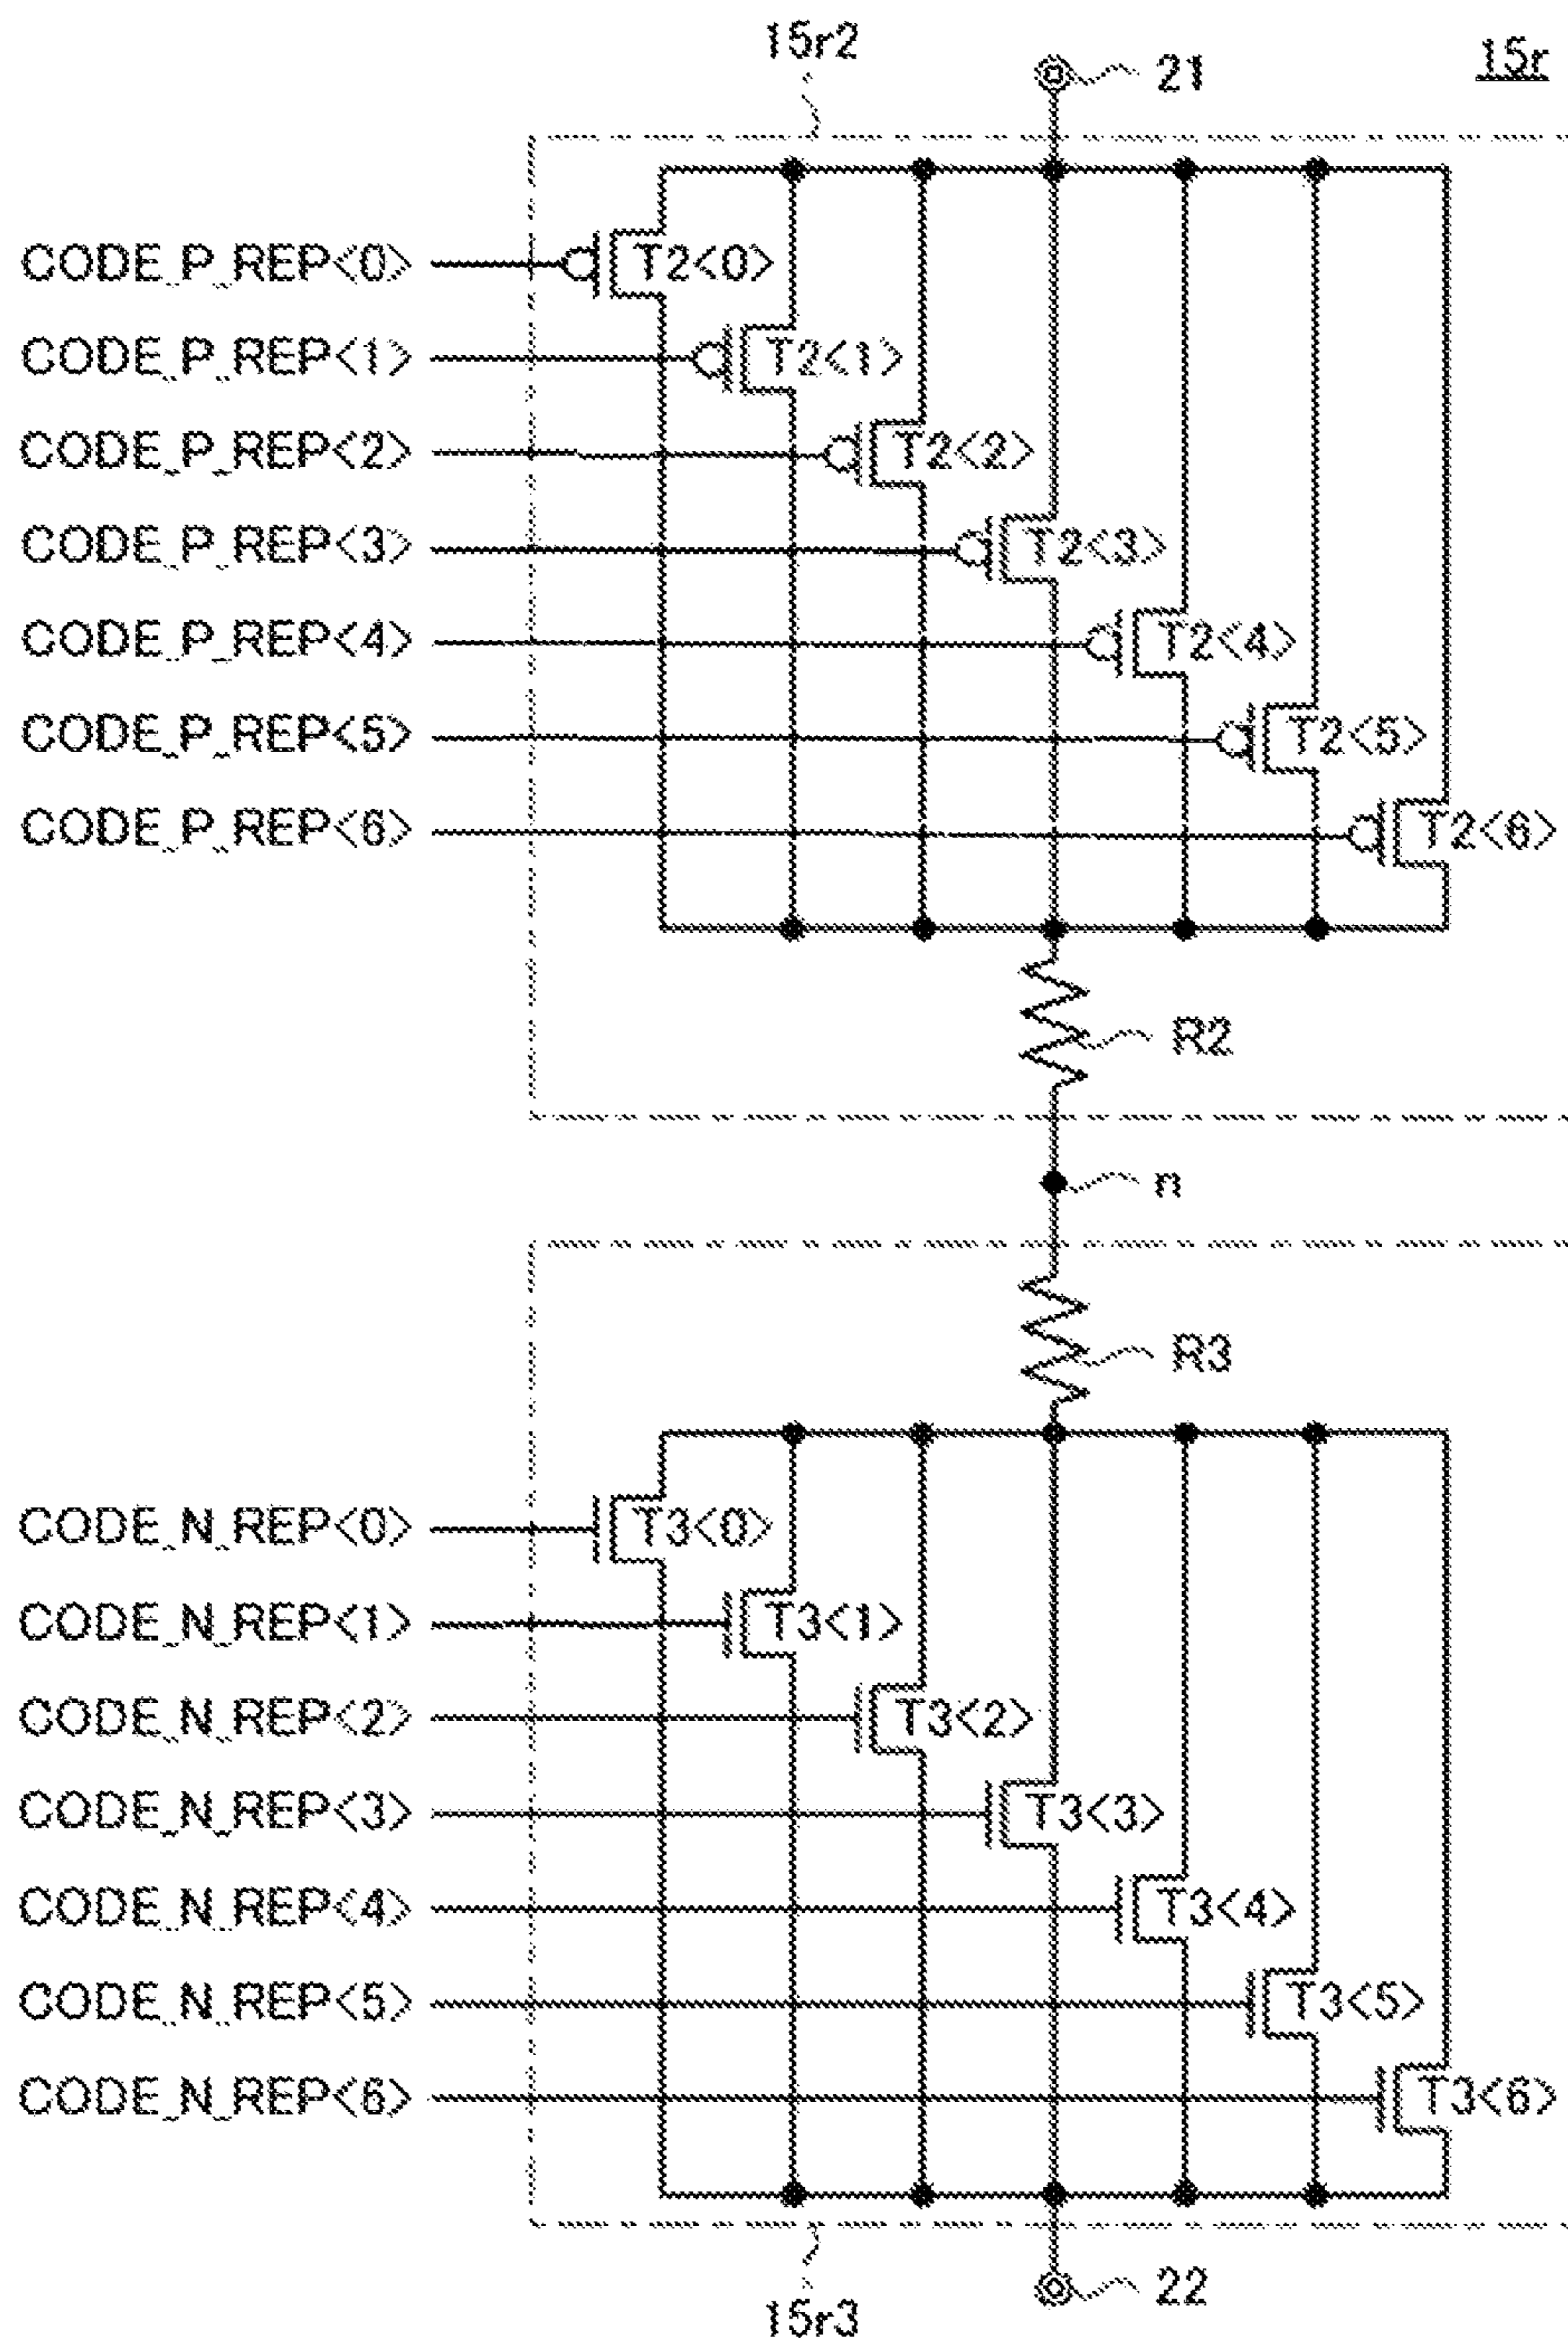 15r2
21
15r
CODE_P_REP<0>
T2<0>
CODE_P_REP<1>
T2<1>
CODE_P_REP<2>
T2<2>
CODE_P_REP<3>
T2<3>
CODE_P_REP<4>
T2<4>
CODE_P_REP<5>
T2<5>
CODE_P_REP<6>
T2<6>
R2
n
R3
CODE_N_REP<0>
T3<0>
CODE_N_REP<1>
T3<1>
CODE_N_REP<2>
T3<2>
CODE_N_REP<3>
T3<3>
CODE_N_REP<4>
T3<4>
CODE_N_REP<5>
T3<5>
CODE_N_REP<6>
T3<6>
22
15r3